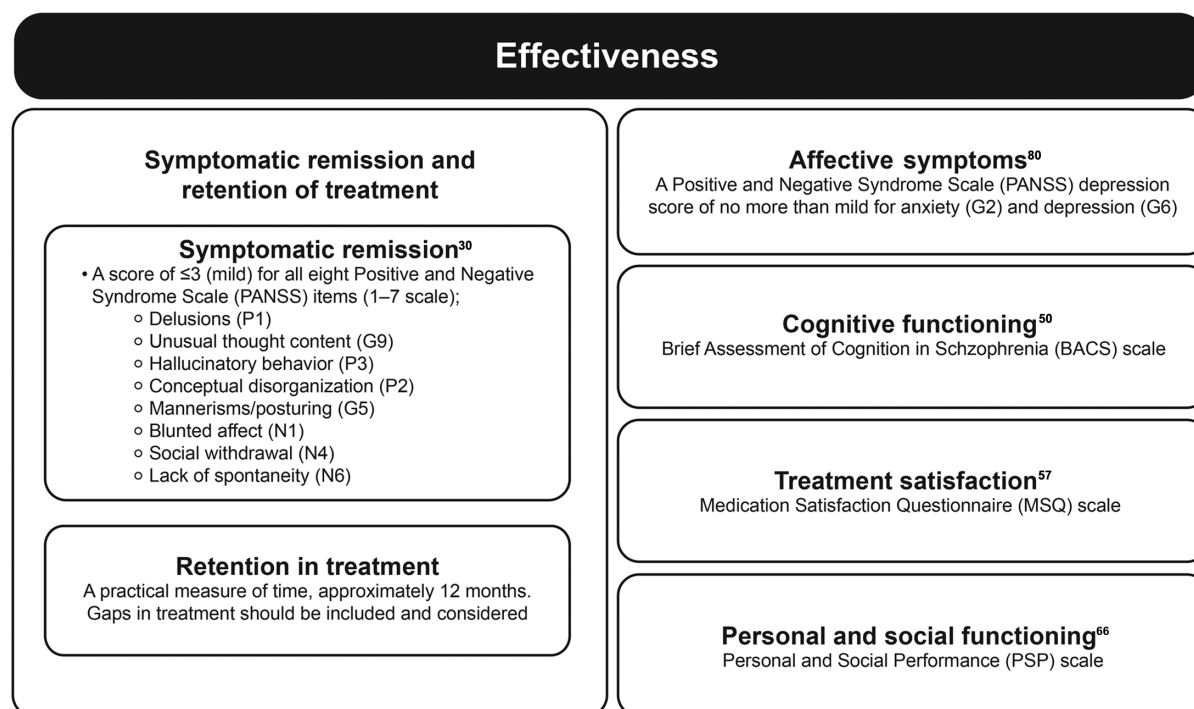 Effectiveness
Symptomatic remission and
retention of treatment
Symptomatic remission30
• A score of ≤3 (mild) for all eight Positive and Negative
Syndrome Scale (PANSS) items (1–7 scale);
○ Delusions (P1)
○ Unusual thought content (G9)
○ Hallucinatory behavior (P3)
○ Conceptual disorganization (P2)
○ Mannerisms/posturing (G5)
○ Blunted affect (N1)
○ Social withdrawal (N4)
○ Lack of spontaneity (N6)
Retention in treatment
A practical measure of time, approximately 12 months.
Gaps in treatment should be included and considered
Affective symptoms80
A Positive and Negative Syndrome Scale (PANSS) depression
score of no more than mild for anxiety (G2) and depression (G6)
Cognitive functioning50
Brief Assessment of Cognition in Schzophrenia (BACS) scale
Treatment satisfaction57
Medication Satisfaction Questionnaire (MSQ) scale
Personal and social functioning66
Personal and Social Performance (PSP) scale